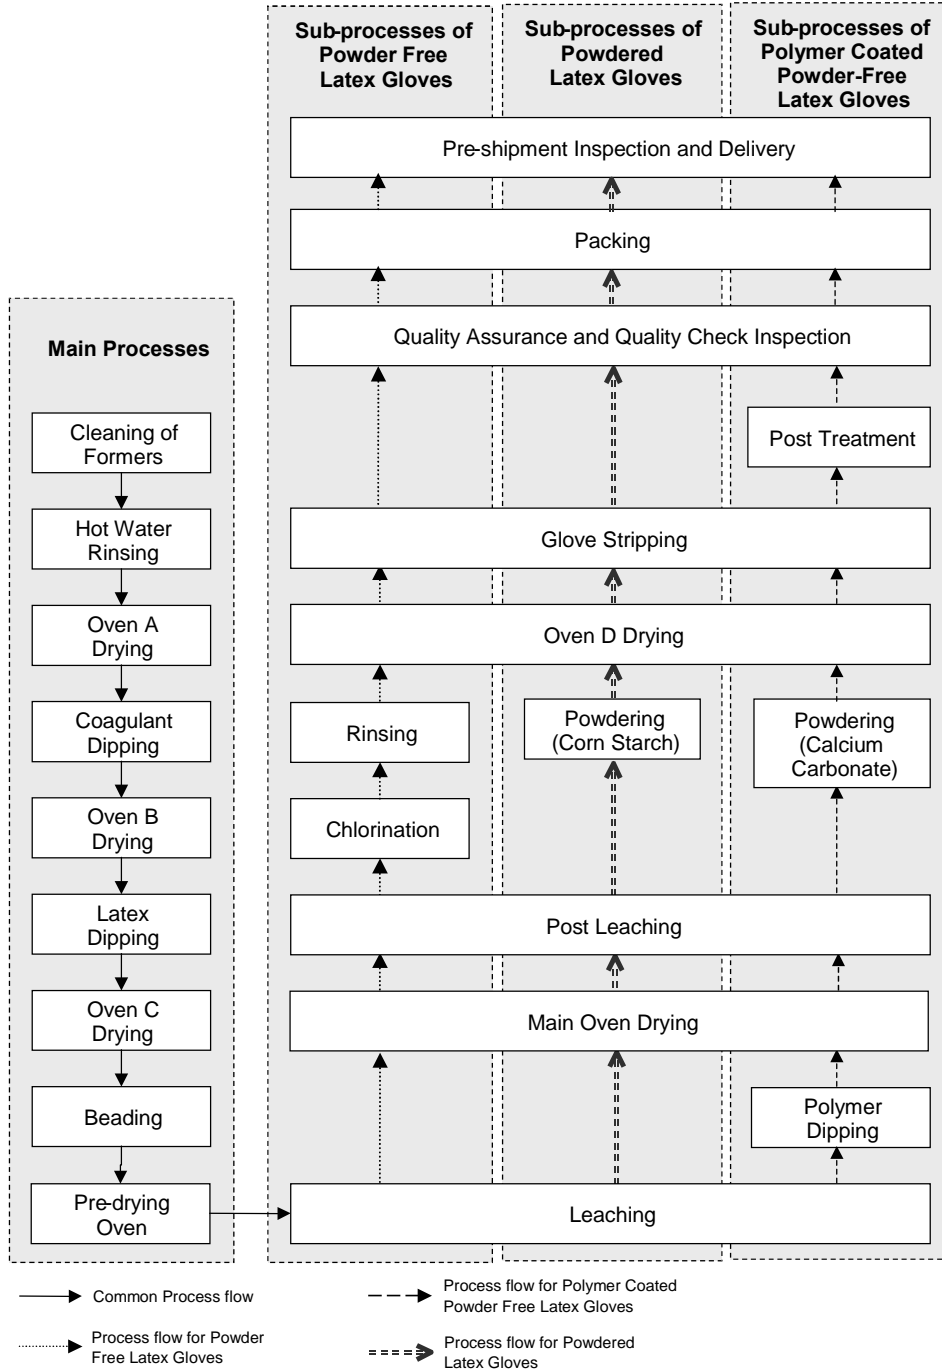 Sub-processes of
Powder Free
Latex Gloves
Sub-processes of
Powdered
Latex Gloves
Sub-processes of
Polymer Coated
Powder-Free
Latex Gloves
Pre-shipment Inspection and Delivery
Packing
Quality Assurance and Quality Check Inspection
Post Treatment
Glove Stripping
Oven D Drying
Rinsing
Powdering
(Corn Starch)
Powdering
(Calcium
Carbonate)
Chlorination
Post Leaching
Main Oven Drying
Polymer
Dipping
Leaching
Main Processes
Cleaning of
Formers
Hot Water
Rinsing
Oven A
Drying
Coagulant
Dipping
Oven B
Drying
Latex
Dipping
Oven C
Drying
Beading
Pre-drying
Oven
Common Process flow
Process flow for Powder
Free Latex Gloves
Process flow for Polymer Coated
Powder Free Latex Gloves
Process flow for Powdered
Latex Gloves